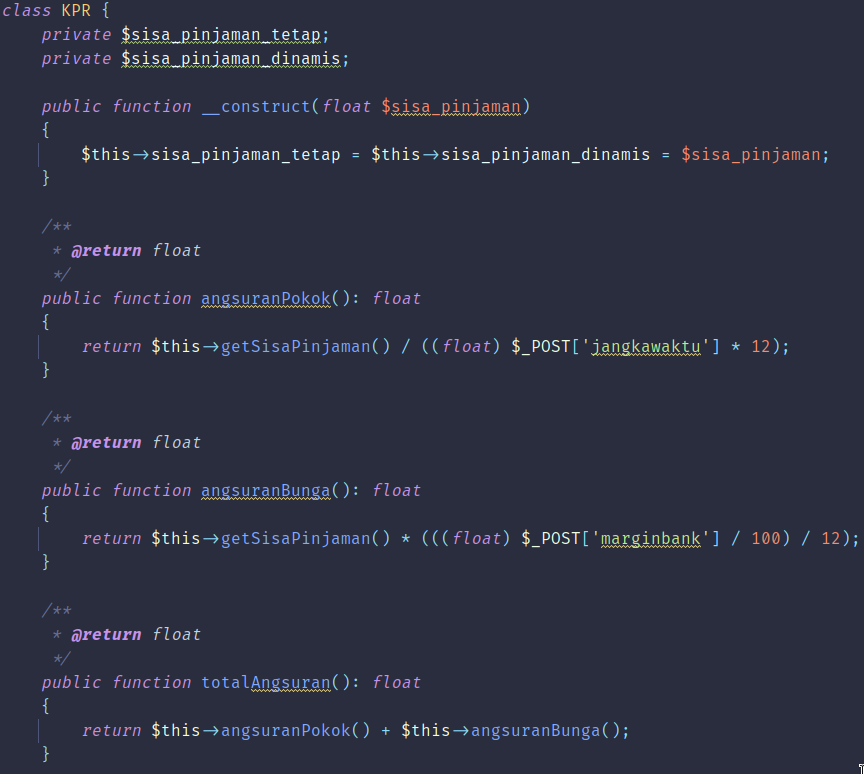 class KPR {
private $sisa_pinjaman_tetap;
private $sisa_pinjaman_dinamis;
public function __construct(float $sisa_pinjaman)
{
$this->sisa_pinjaman_tetap = $this->sisa_pinjaman_dinamis = $sisa_pinjaman;
}
/**
* @return float
*/
public function angsuranPokok(): float
{
return $this->getSisaPinjaman() / ((float) $_POST['jangkawaktu'] * 12);
}
/**
* @return float
*/
public function angsuranBunga(): float
{
return $this->getSisaPinjaman() * (((float) $_POST['marginbank'] / 100) / 12);
}
/**
* @return float
*/
public function totalAngsuran(): float
{
return $this->angsuranPokok() + $this->angsuranBunga();
}